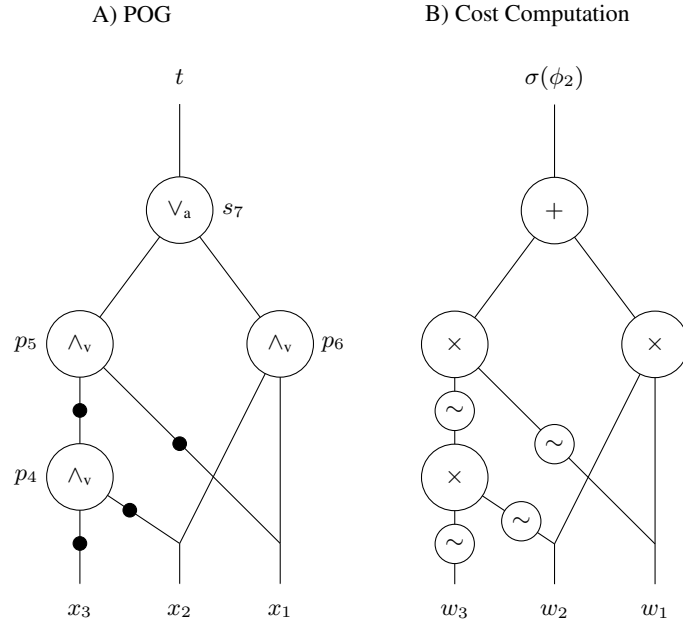 A) POG B) Cost Computation
t σ(ϕ₂)
∨ₐ s₇ +
p₅ ∧ᵥ ∧ᵥ p₆ × ×
~
~
p₄ ∧ᵥ ×
~
~
x₃ x₂ x₁ w₃ w₂ w₁